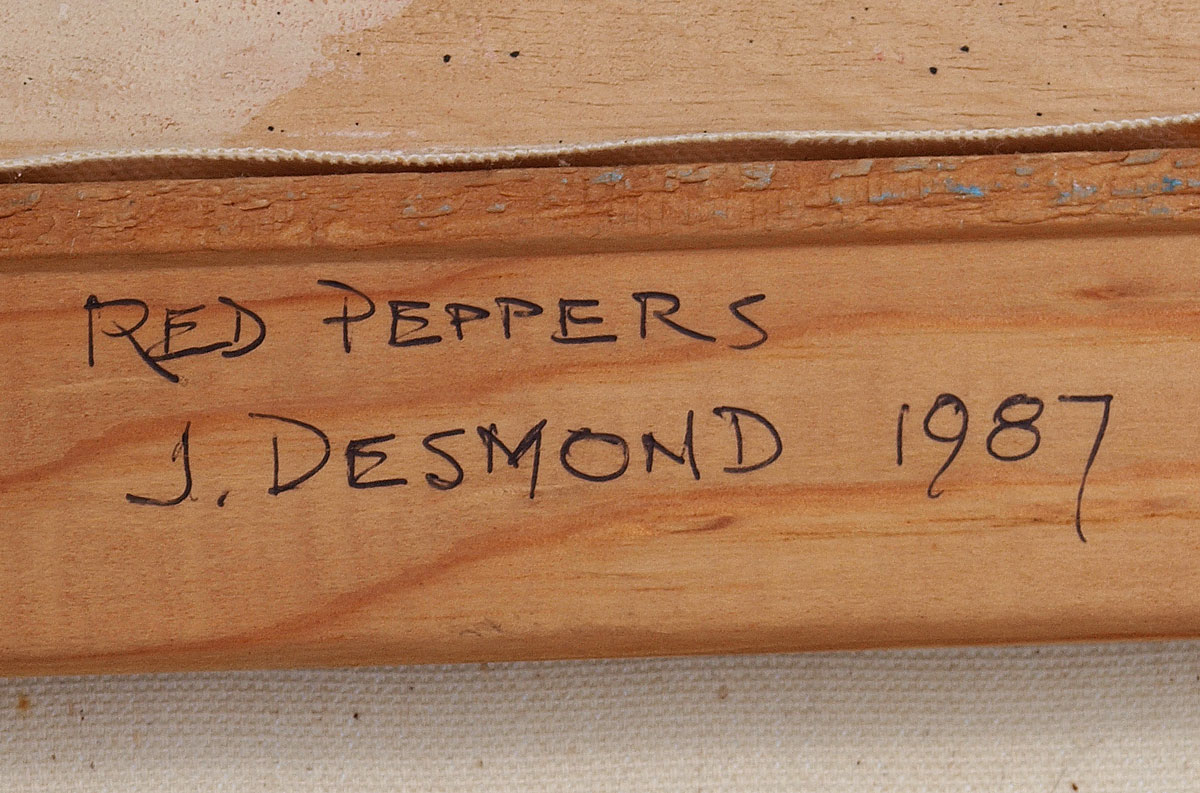 RED PEPPERS
J. DESMOND 1987